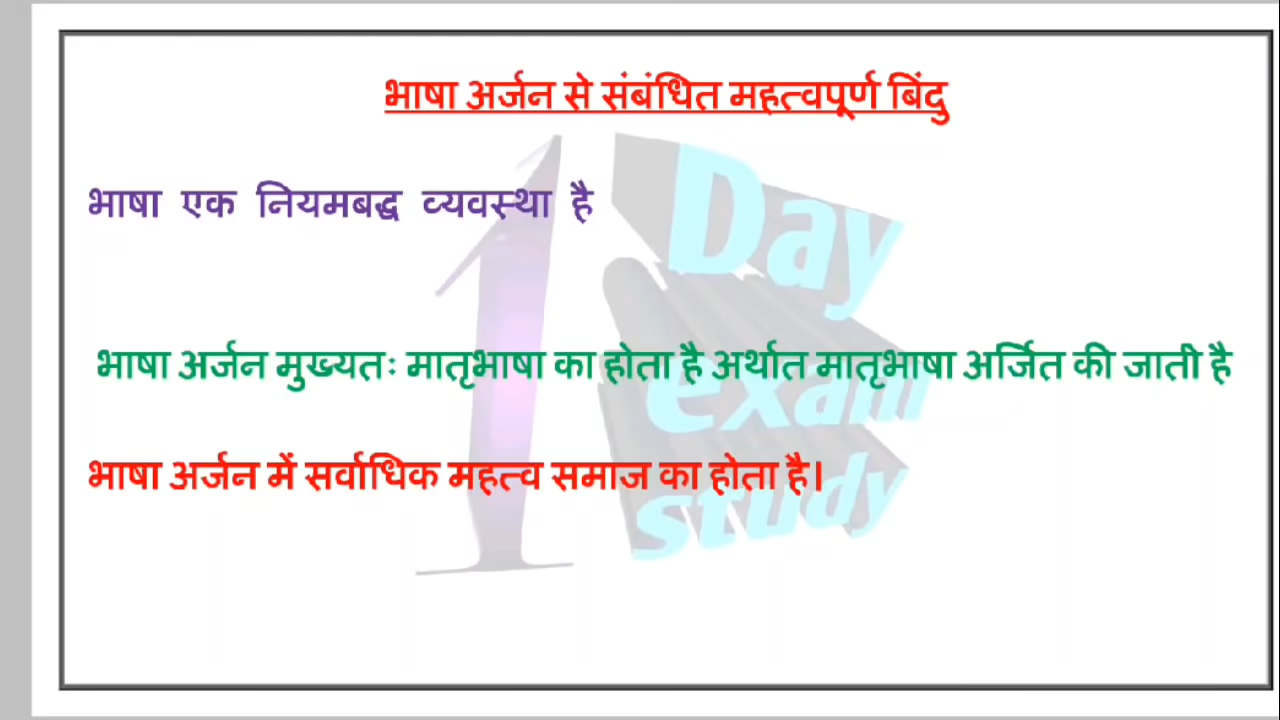 भाषा अर्जन से संबंधित महत्वपूर्ण बिंदु
भाषा एक नियमबद्ध व्यवस्था है
भाषा अर्जन मुख्यतः मातृभाषा का होता है अर्थात मातृभाषा अर्जित की जाती है
भाषा अर्जन में सर्वाधिक महत्व समाज का होता है।
1 Day
exam
study